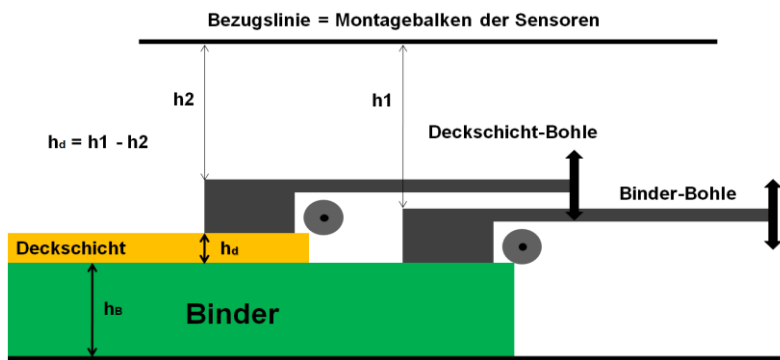 Bezugslinie = Montagebalken der Sensoren
h2
h1
hd = h1 - h2
Deckschicht-Bohle
Binder-Bohle
Deckschicht
hd
hB
Binder